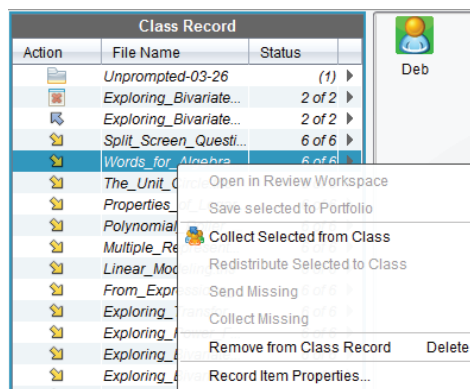 Class Record
Action File Name Status
Deb
Unprompted-03-26 (1)
Exploring_Bivariate... 2 of 2
Exploring_Bivariate... 2 of 2
Split_Screen_Questi... 6 of 6
Words_for_Algebra 6 of 6
The_Unit_
Open in Review Workspace
Properties_
Save selected to Portfolio
Polynomial
Collect Selected from Class
Multiple_Re
Redistribute Selected to Class
Linear_Mo
Send Missing
From_Expr
Collect Missing
Exploring_
Exploring_
Remove from Class Record Delete
Exploring_
Exploring_
Record Item Properties...